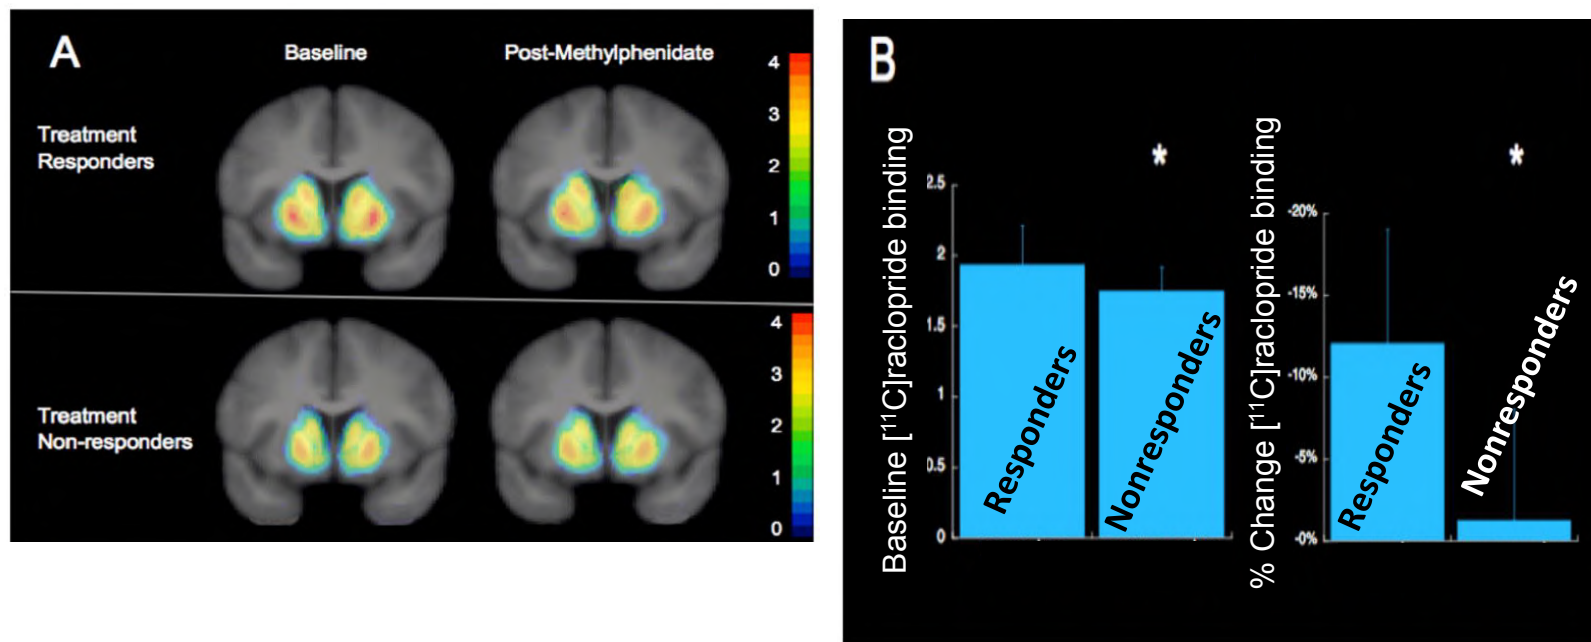 A
Baseline
Post-Methylphenidate
Treatment
Responders
4
3
2
1
0
Treatment
Non-responders
4
3
2
1
0
B
Baseline [¹¹C]raclopride binding
2.5
2
1.5
1
0.5
0
*
Responders
Nonresponders
% Change [¹¹C]raclopride binding
-20%
-15%
-10%
-5%
-0%
*
Responders
Nonresponders